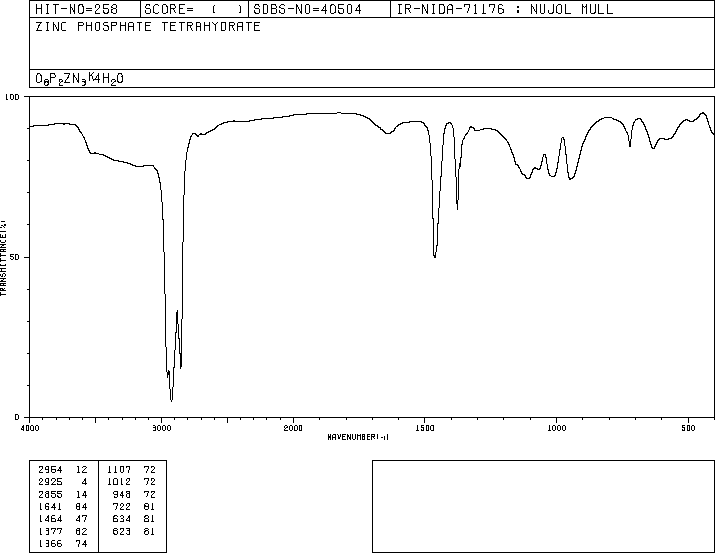 HIT-NO=258 SCORE= ( ) SDBS-NO=40504 IR-NIDA-71176 : NUJOL MULL
ZINC PHOSPHATE TETRAHYDRATE
O8P2ZN3K4H2O
100
50
0
TRANSMITTANCE(%)
4000 3000 2000 1500 1000 500
WAVENUMBER(-1)
2954 12 1107 72
2925 4 1012 72
2855 14 948 72
1641 84 722 81
1464 47 634 81
1377 62 623 81
1366 74